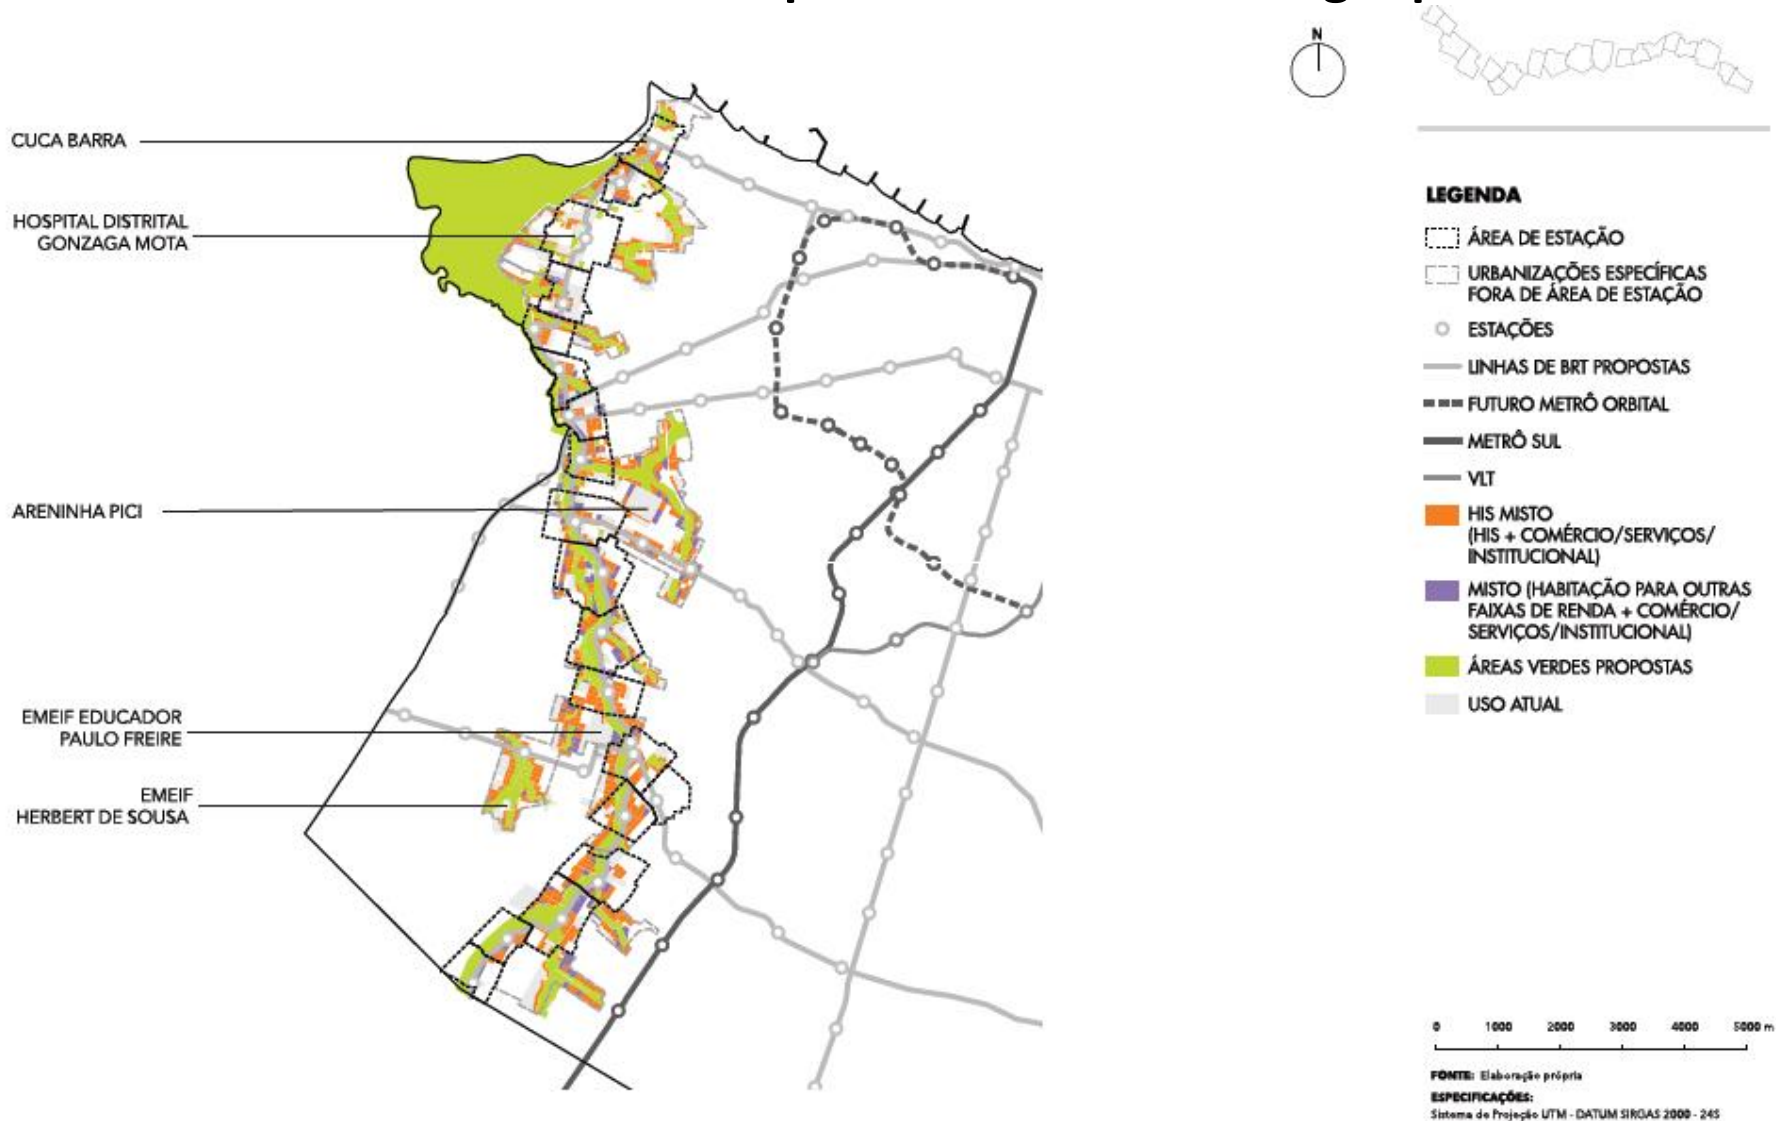 N
CUCA BARRA
HOSPITAL DISTRITAL
GONZAGA MOTA
ARENINHA PICI
EMEIF EDUCADOR
PAULO FREIRE
EMEIF
HERBERT DE SOUSA
LEGENDA
ÁREA DE ESTAÇÃO
URBANIZAÇÕES ESPECÍFICAS
FORA DE ÁREA DE ESTAÇÃO
ESTAÇÕES
LINHAS DE BRT PROPOSTAS
FUTURO METRÔ ORBITAL
METRÔ SUL
VLT
HIS MISTO
(HIS + COMÉRCIO/SERVIÇOS/
INSTITUCIONAL)
MISTO (HABITAÇÃO PARA OUTRAS
FAIXAS DE RENDA + COMÉRCIO/
SERVIÇOS/INSTITUCIONAL)
ÁREAS VERDES PROPOSTAS
USO ATUAL
0 1000 2000 3000 4000 5000 m
FONTE: Elaboração própria
ESPECIFICAÇÕES:
Sistema de Projeção UTM - DATUM SIRGAS 2000 - 24S